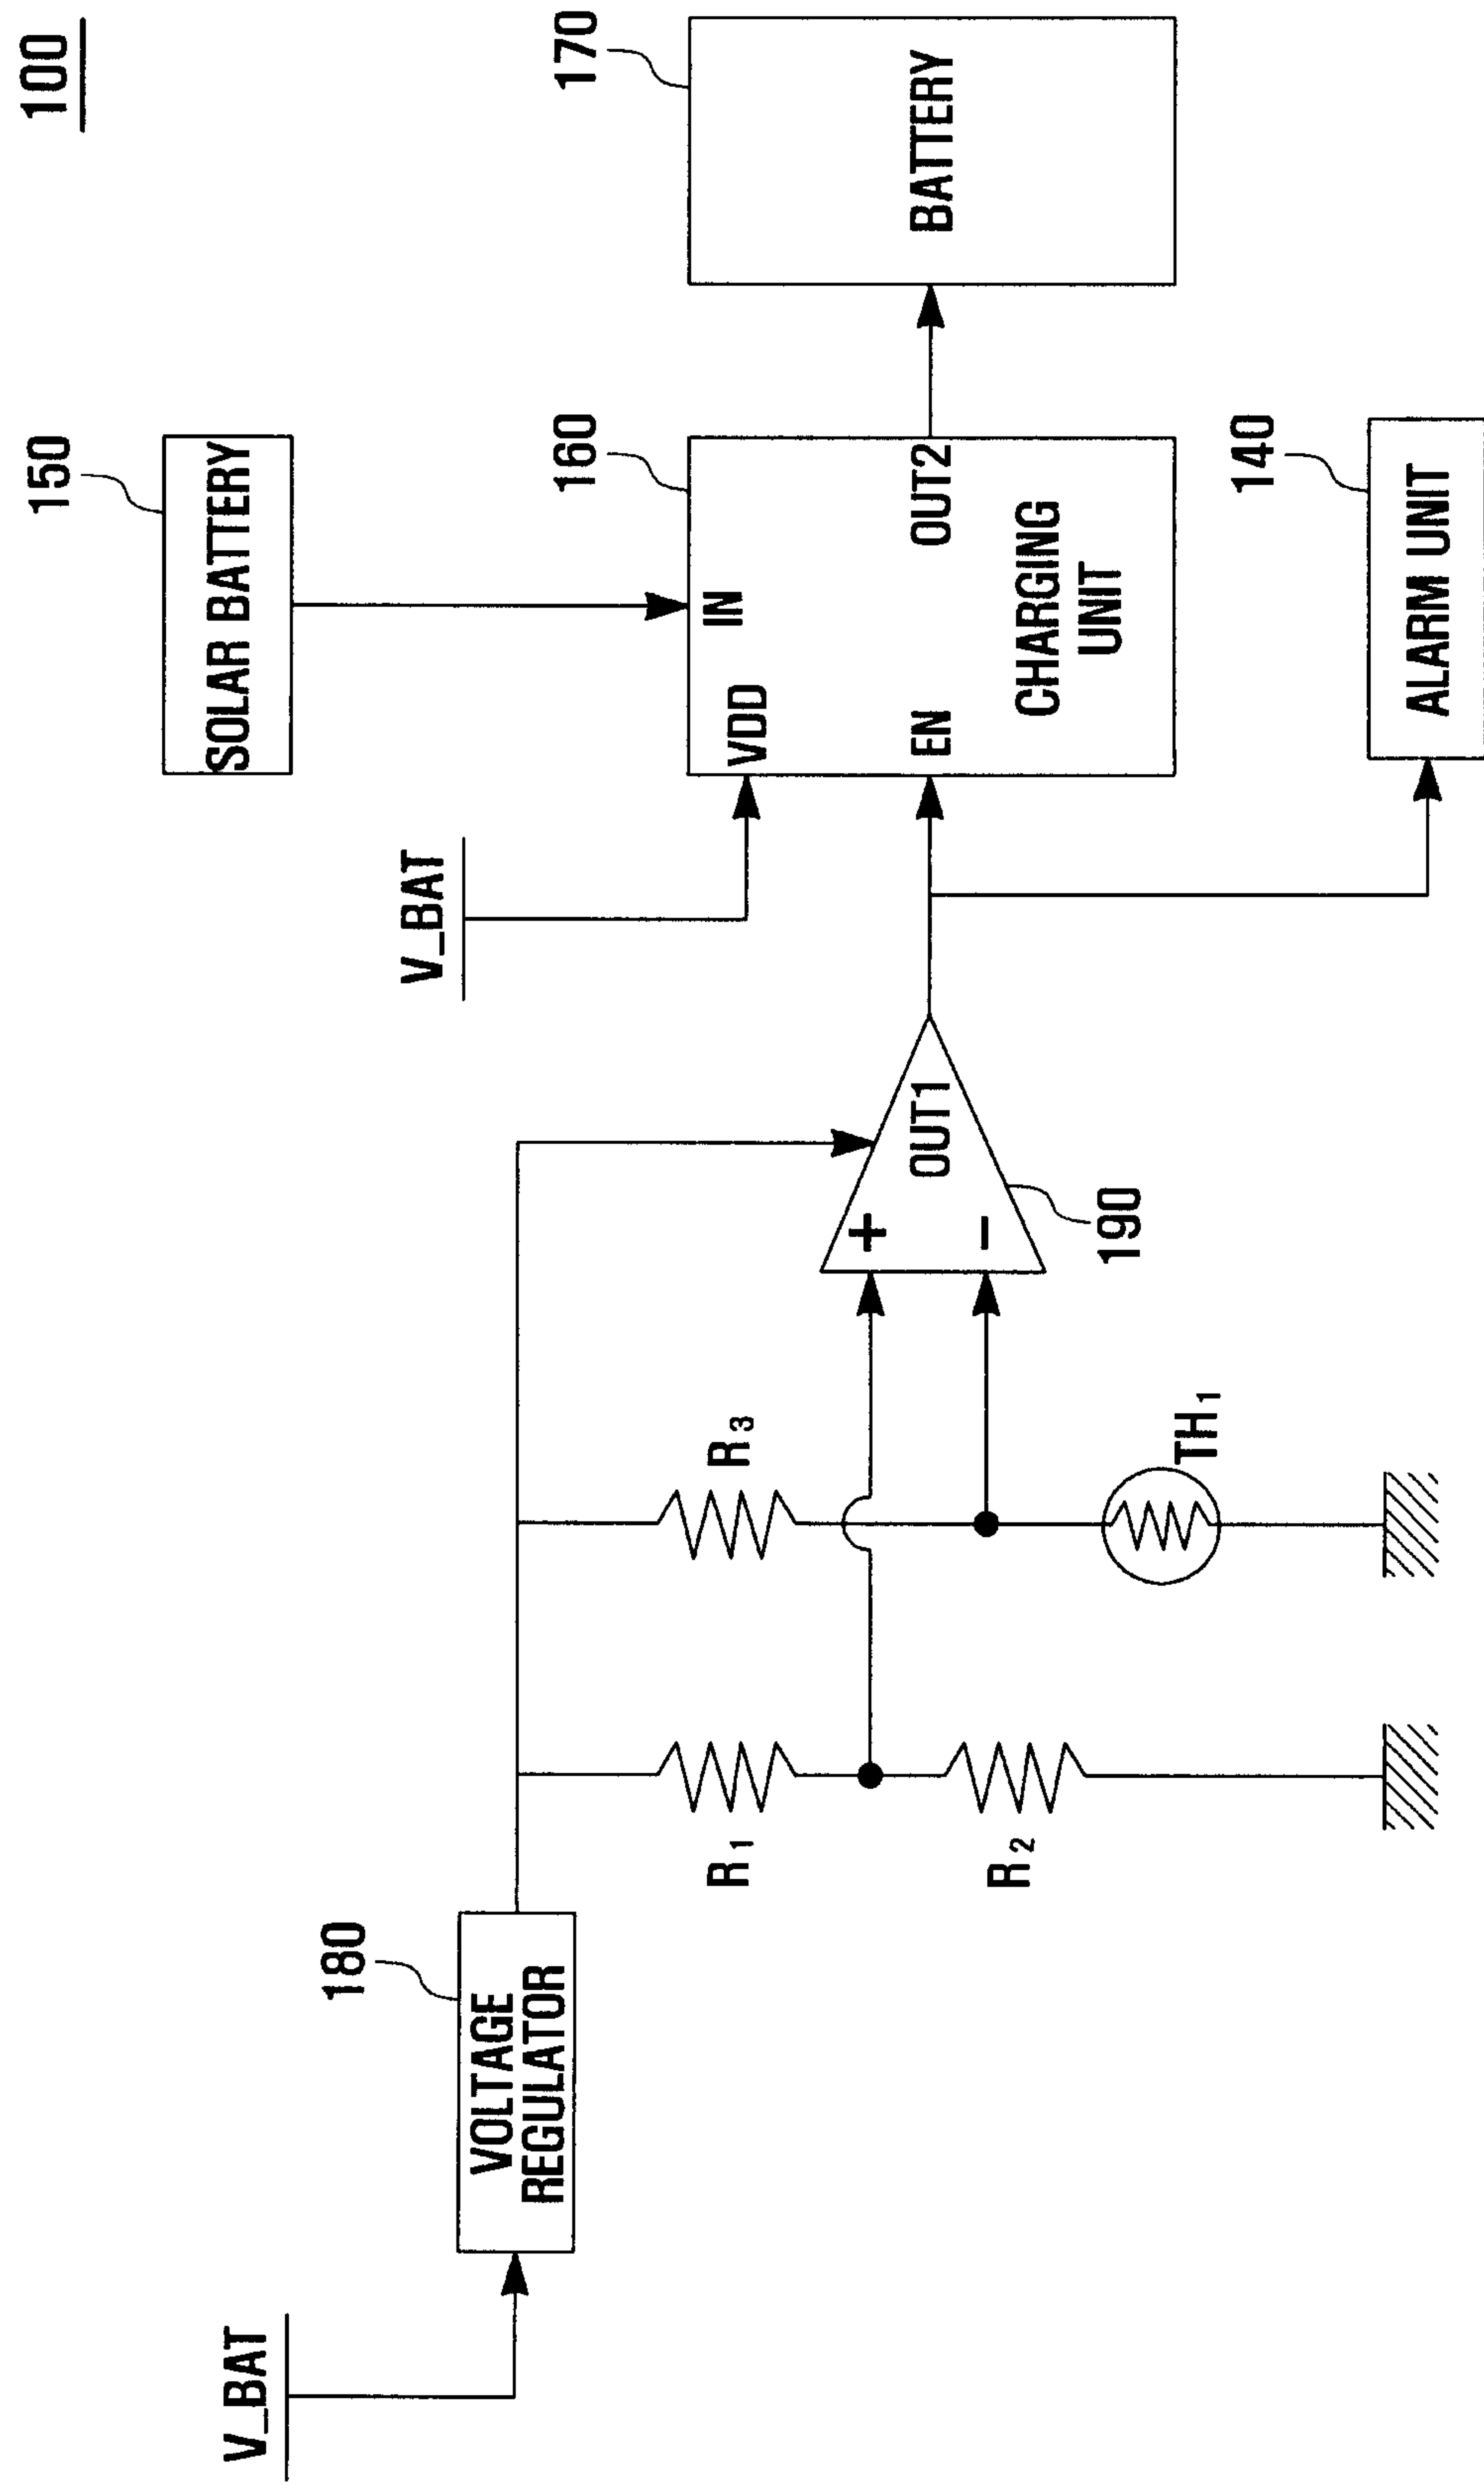 100
150
SOLAR BATTERY
V_BAT
160
IN
VDD
EN
OUT2
CHARGING
UNIT
170
BATTERY
140
ALARM UNIT
V_BAT
180
VOLTAGE
REGULATOR
R1
R2
R3
TH1
+
−
OUT1
190